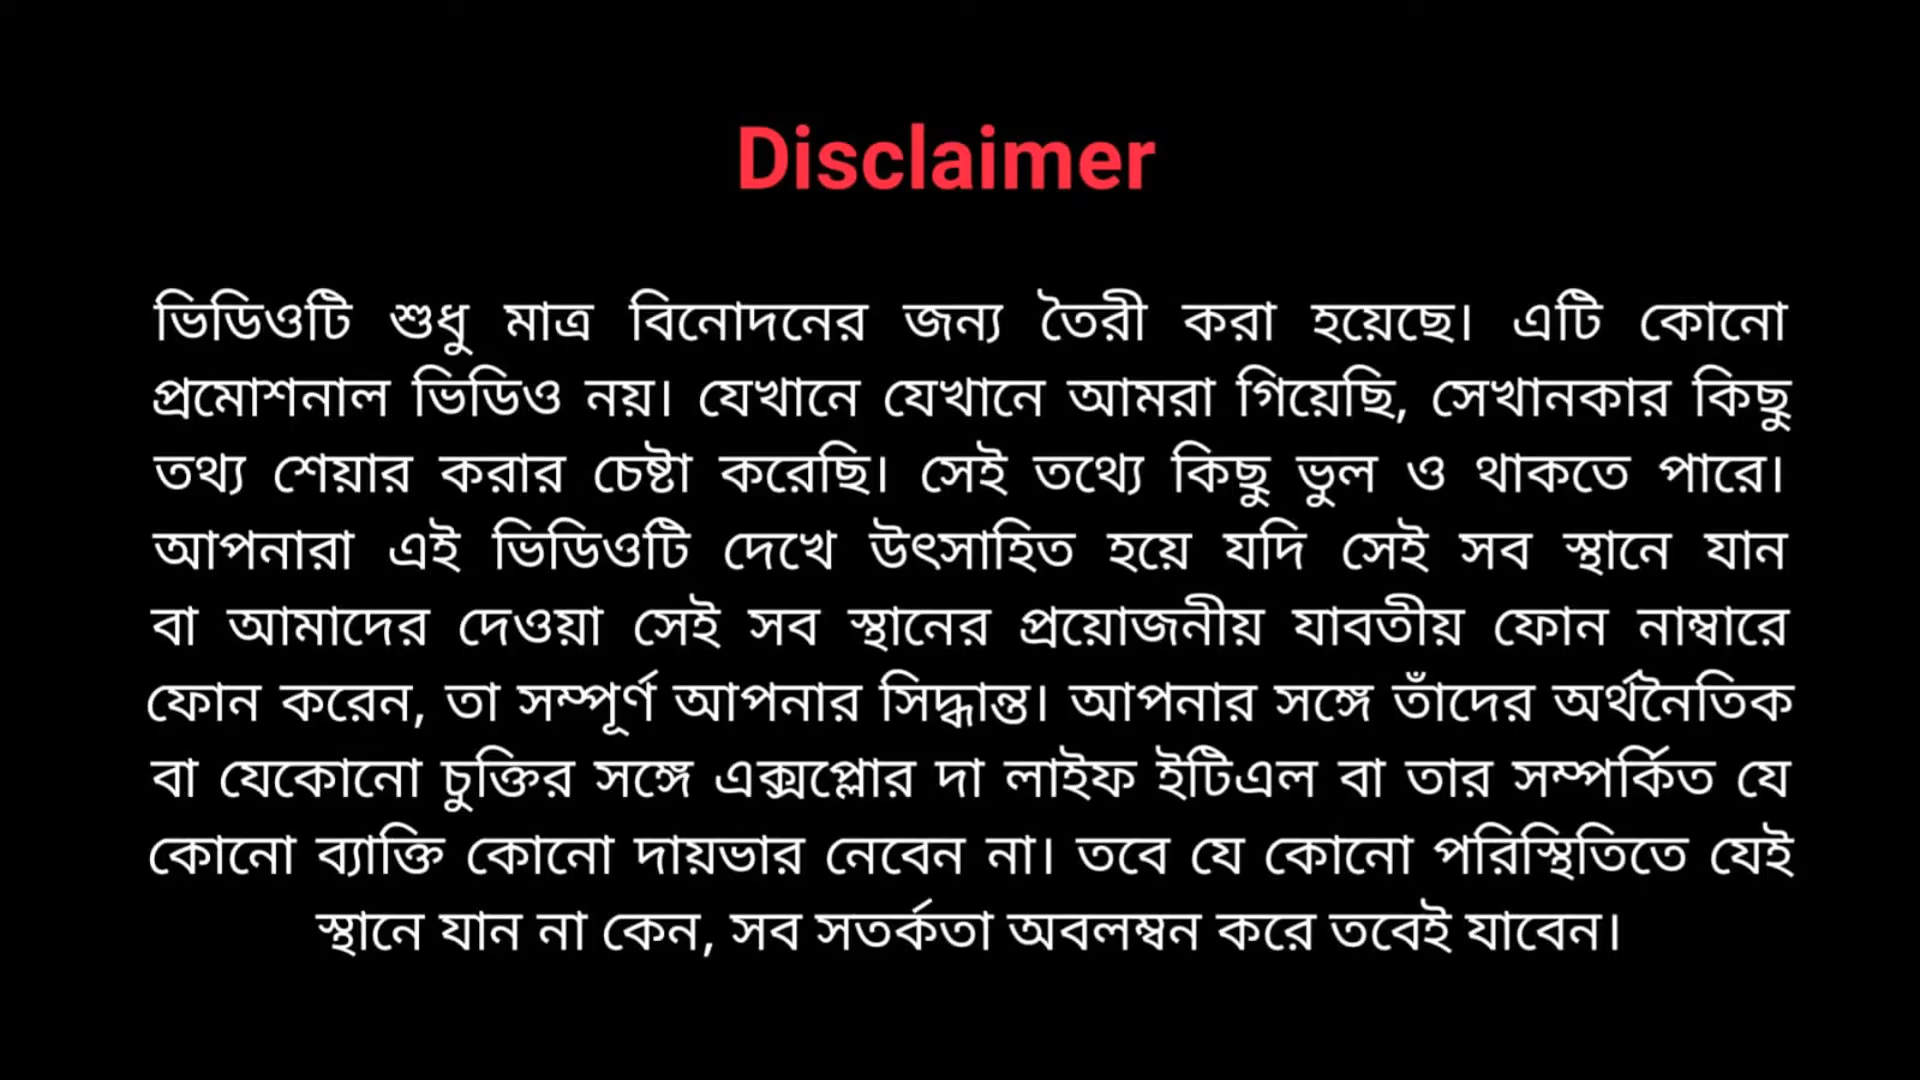 Disclaimer
ভিডিওটি শুধু মাত্র বিনোদনের জন্য তৈরী করা হয়েছে। এটি কোনো
প্রমোশনাল ভিডিও নয়। যেখানে যেখানে আমরা গিয়েছি, সেখানকার কিছু
তথ্য শেয়ার করার চেষ্টা করেছি। সেই তথ্যে কিছু ভুল ও থাকতে পারে।
আপনারা এই ভিডিওটি দেখে উৎসাহিত হয়ে যদি সেই সব স্থানে যান
বা আমাদের দেওয়া সেই সব স্থানের প্রয়োজনীয় যাবতীয় ফোন নাম্বারে
ফোন করেন, তা সম্পূর্ণ আপনার সিদ্ধান্ত। আপনার সঙ্গে তাঁদের অর্থনৈতিক
বা যেকোনো চুক্তির সঙ্গে এক্সপ্লোর দা লাইফ ইটিএল বা তার সম্পর্কিত যে
কোনো ব্যাক্তি কোনো দায়ভার নেবেন না। তবে যে কোনো পরিস্থিতিতে যেই
স্থানে যান না কেন, সব সতর্কতা অবলম্বন করে তবেই যাবেন।